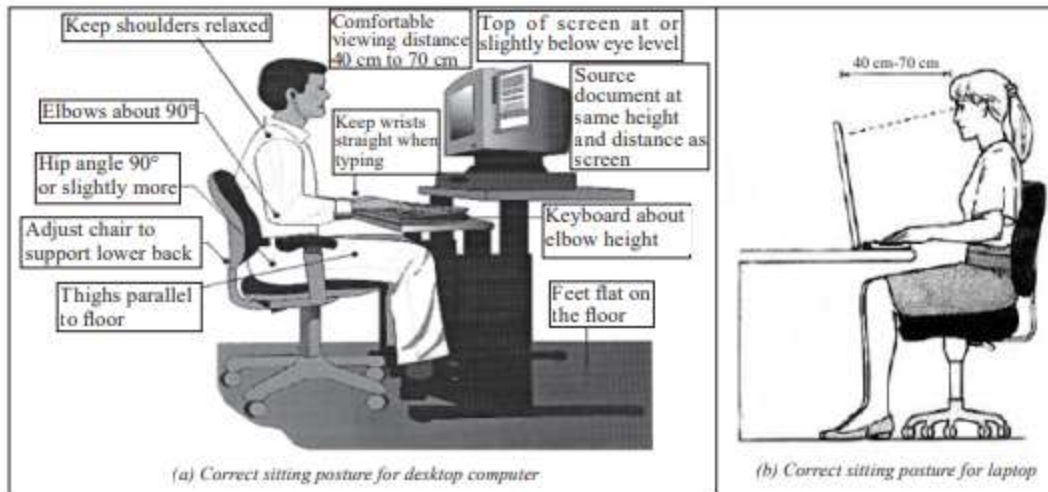 Keep shoulders relaxed
Comfortable
viewing distance
40 cm to 70 cm
Top of screen at or
slightly below eye level
Source
document at
same height
and distance as
screen
Elbows about 90°
Keep wrists
straight when
typing
Hip angle 90°
or slightly more
Keyboard about
elbow height
Adjust chair to
support lower back
Thighs parallel
to floor
Feet flat on
the floor
(a) Correct sitting posture for desktop computer
40 cm-70 cm
(b) Correct sitting posture for laptop